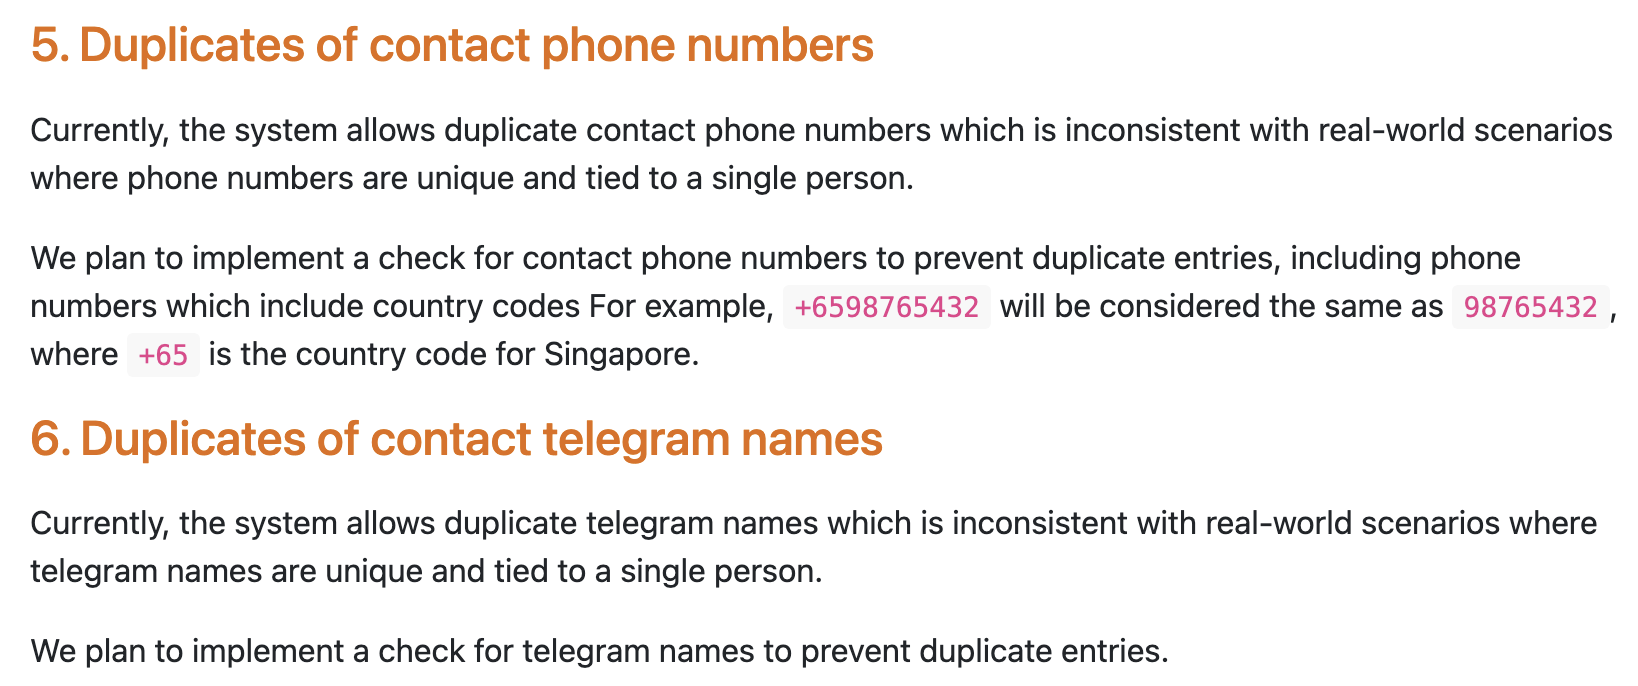 5. Duplicates of contact phone numbers
Currently, the system allows duplicate contact phone numbers which is inconsistent with real-world scenarios
where phone numbers are unique and tied to a single person.
We plan to implement a check for contact phone numbers to prevent duplicate entries, including phone
numbers which include country codes For example, +6598765432 will be considered the same as 98765432 ,
where +65 is the country code for Singapore.
6. Duplicates of contact telegram names
Currently, the system allows duplicate telegram names which is inconsistent with real-world scenarios where
telegram names are unique and tied to a single person.
We plan to implement a check for telegram names to prevent duplicate entries.